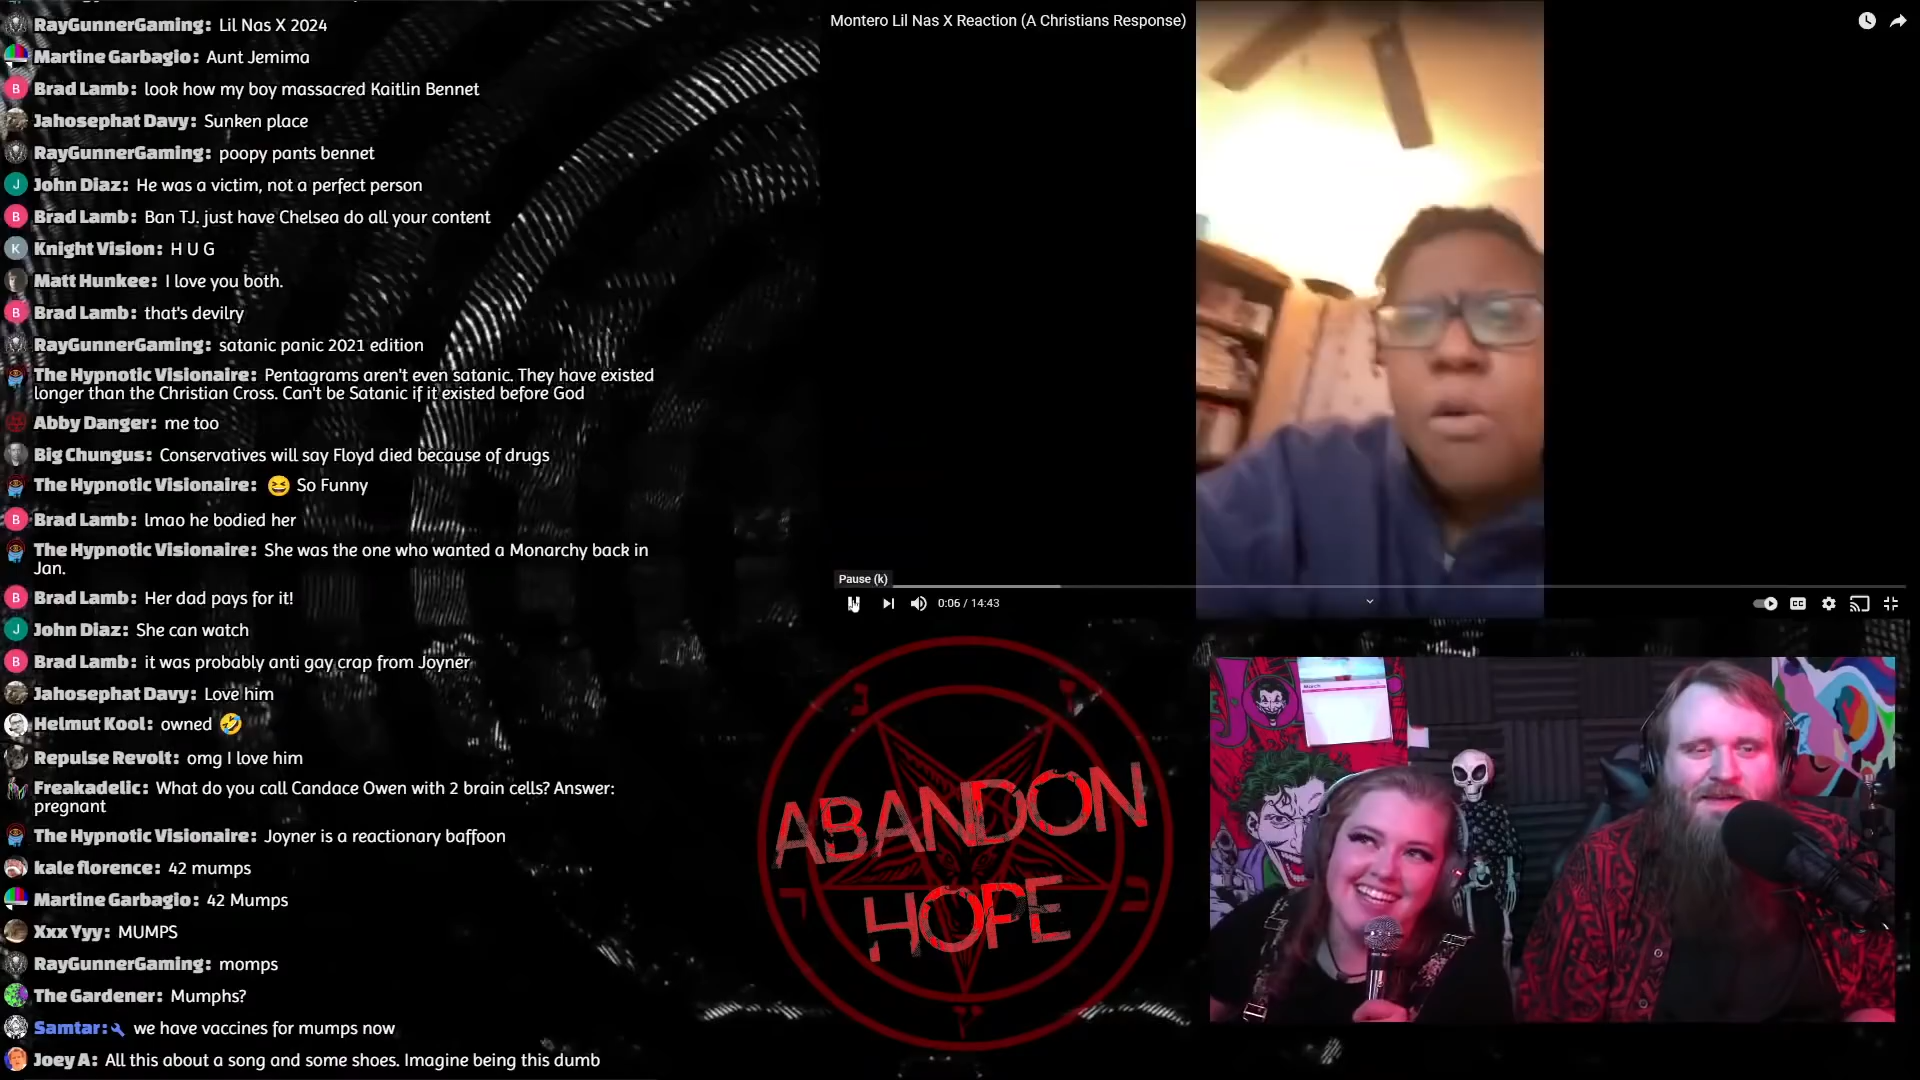 RayGunnerGaming: Lil Nas X 2024
Martine Garbagio: Aunt Jemima
Brad Lamb: look how my boy massacred Kaitlin Bennet
Jahosephat Davy: Sunken place
RayGunnerGaming: poopy pants bennet
John Diaz: He was a victim, not a perfect person
Brad Lamb: Ban TJ. just have Chelsea do all your content
Knight Vision: H U G
Matt Hunkee: I love you both.
Brad Lamb: that's devilry
RayGunnerGaming: satanic panic 2021 edition
The Hypnotic Visionaire: Pentagrams aren't even satanic. They have existed
longer than the Christian Cross. Can't be Satanic if it existed before God
Abby Danger: me too
Big Chungus: Conservatives will say Floyd died because of drugs
The Hypnotic Visionaire: 😆 So Funny
Brad Lamb: lmao he bodied her
The Hypnotic Visionaire: She was the one who wanted a Monarchy back in
Jan.
Brad Lamb: Her dad pays for it!
John Diaz: She can watch
Brad Lamb: it was probably anti gay crap from Joyner
Jahosephat Davy: Love him
Helmut Kool: owned 🤣
Repulse Revolt: omg I love him
Freakadelic: What do you call Candace Owen with 2 brain cells? Answer:
pregnant
The Hypnotic Visionaire: Joyner is a reactionary baffoon
kale florence: 42 mumps
Martine Garbagio: 42 Mumps
Xxx Yyy: MUMPS
RayGunnerGaming: momps
The Gardener: Mumphs?
Samtar: we have vaccines for mumps now
Joey A: All this about a song and some shoes. Imagine being this dumb
Montero Lil Nas X Reaction (A Christians Response)
Pause (k)
0:06 / 14:43
CC
ABANDON
HOPE
March